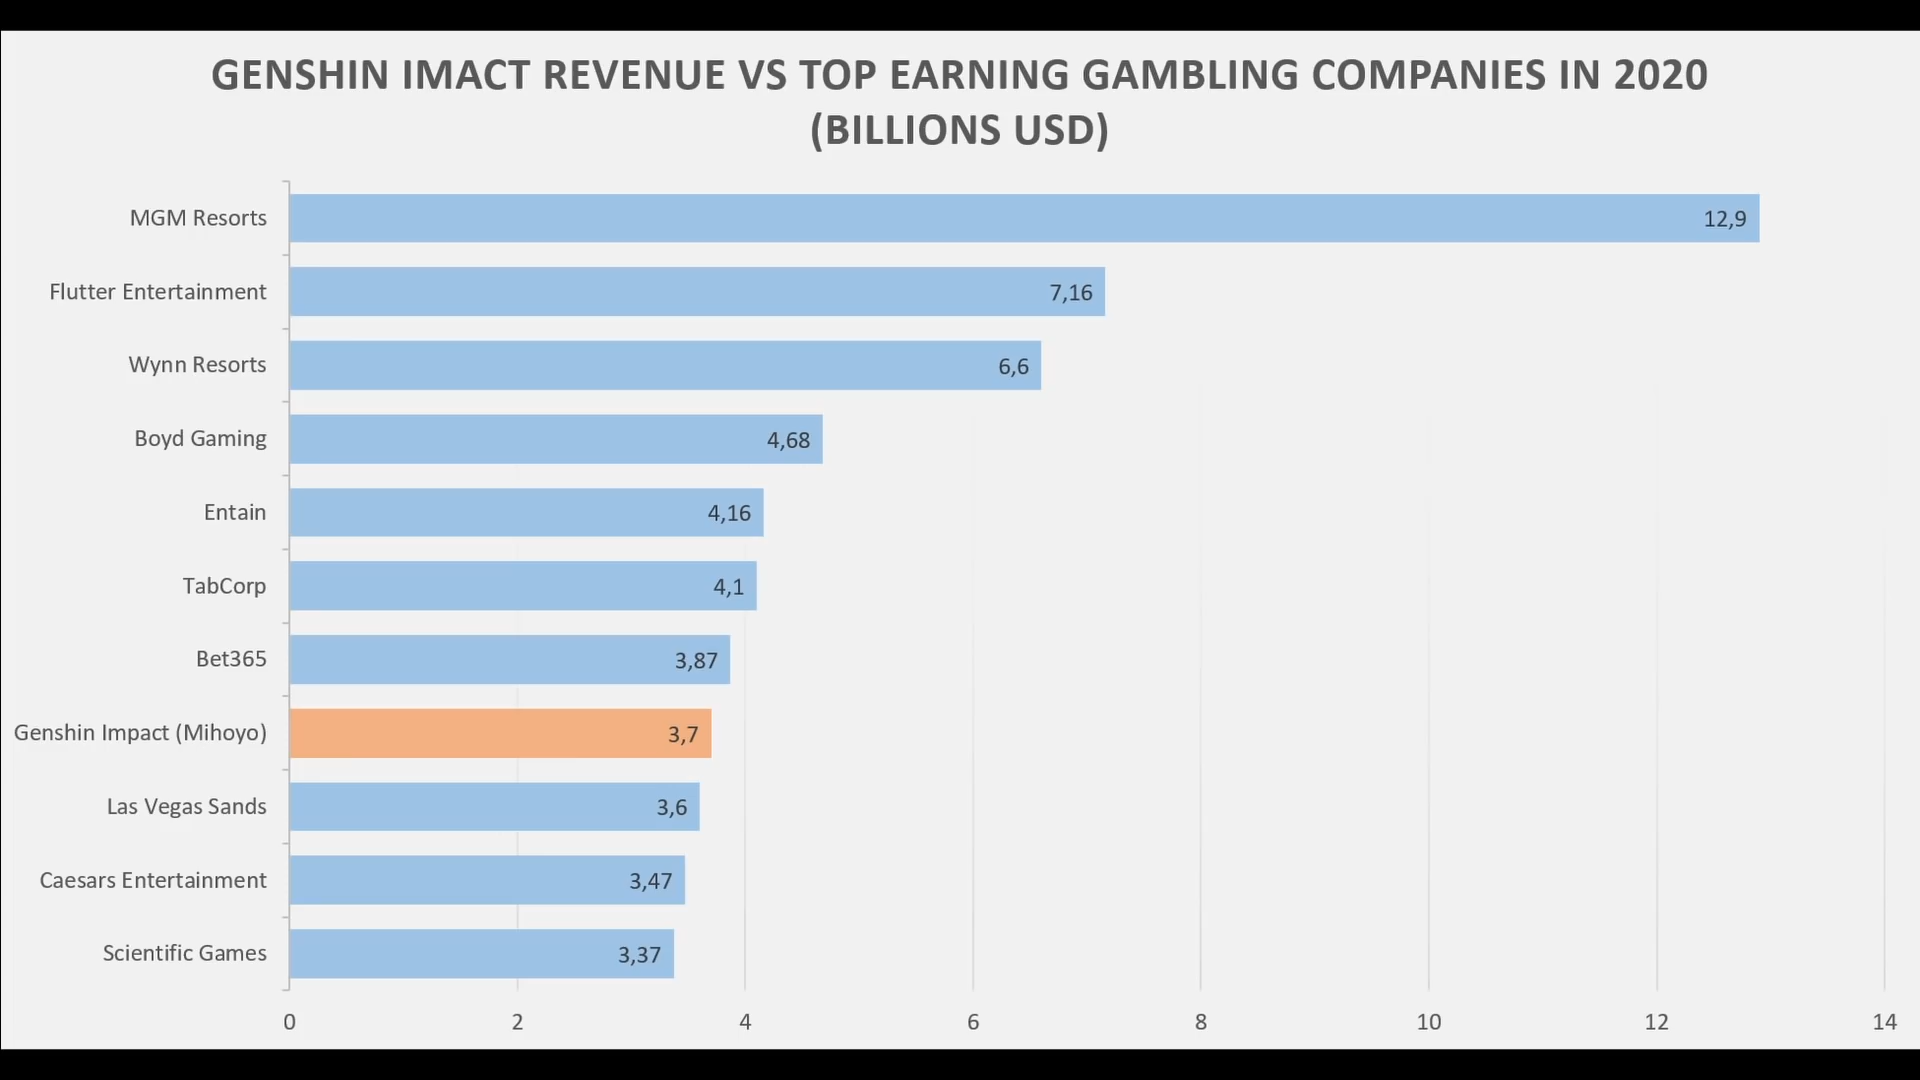 GENSHIN IMACT REVENUE VS TOP EARNING GAMBLING COMPANIES IN 2020
(BILLIONS USD)
MGM Resorts 12,9
Flutter Entertainment 7,16
Wynn Resorts 6,6
Boyd Gaming 4,68
Entain 4,16
TabCorp 4,1
Bet365 3,87
Genshin Impact (Mihoyo) 3,7
Las Vegas Sands 3,6
Caesars Entertainment 3,47
Scientific Games 3,37
0 2 4 6 8 10 12 14